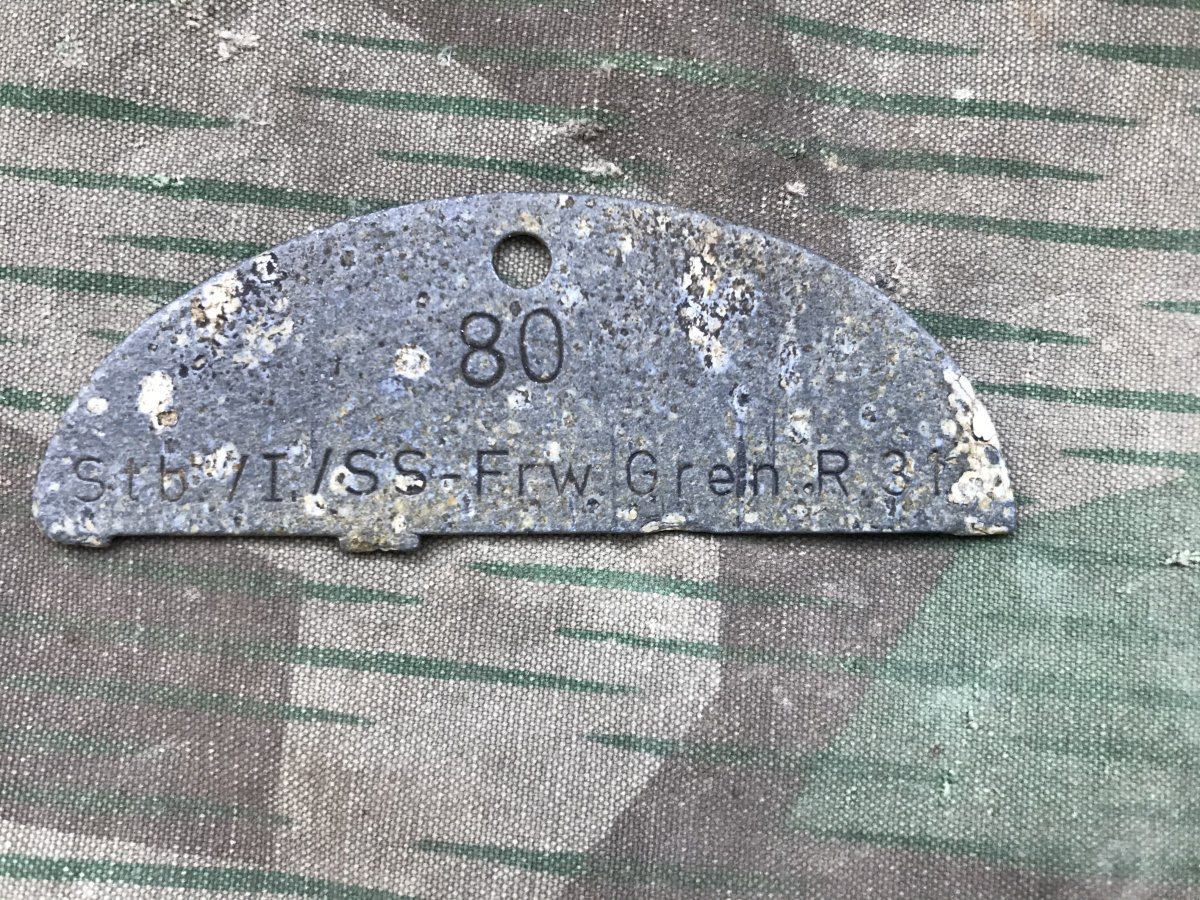 80
Stb./I./SS-Frw. Gren. R 31